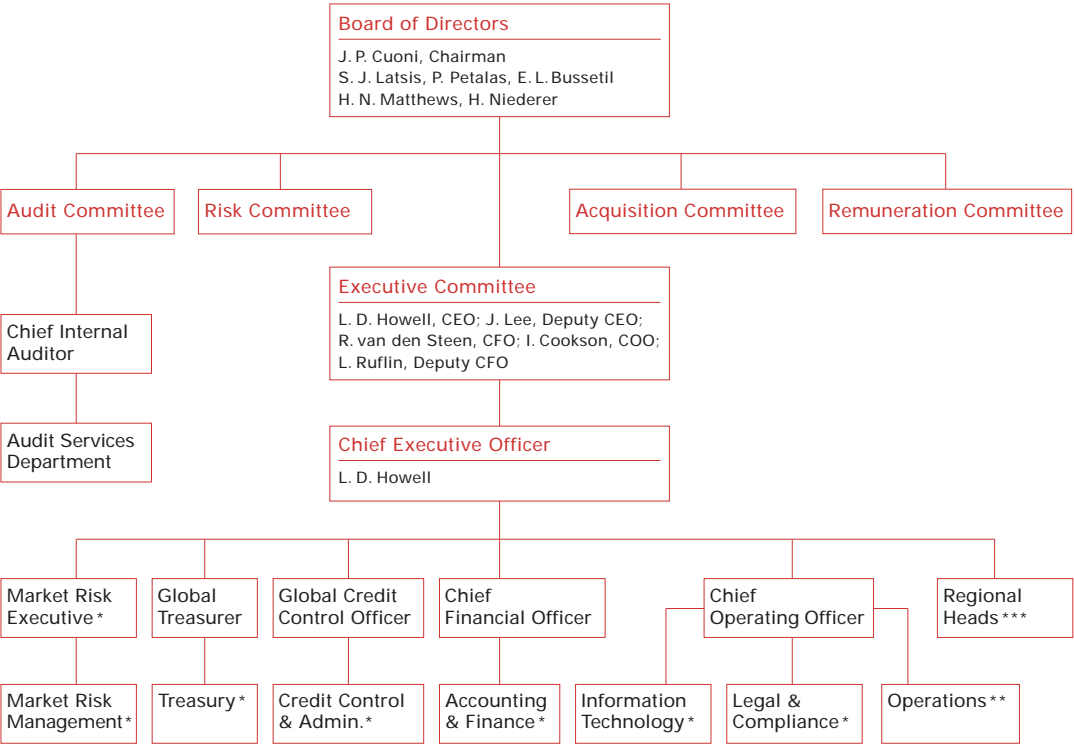 Board of Directors
J. P. Cuoni, Chairman
S. J. Latsis, P. Petalas, E. L. Bussetil
H. N. Matthews, H. Niederer
Audit Committee
Risk Committee
Acquisition Committee
Remuneration Committee
Executive Committee
L. D. Howell, CEO; J. Lee, Deputy CEO;
R. van den Steen, CFO; I. Cookson, COO;
L. Ruflin, Deputy CFO
Chief Internal
Auditor
Audit Services
Department
Chief Executive Officer
L. D. Howell
Market Risk
Executive *
Global
Treasurer
Global Credit
Control Officer
Chief
Financial Officer
Chief
Operating Officer
Regional
Heads ***
Market Risk
Management *
Treasury *
Credit Control
& Admin. *
Accounting
& Finance *
Information
Technology *
Legal &
Compliance *
Operations **